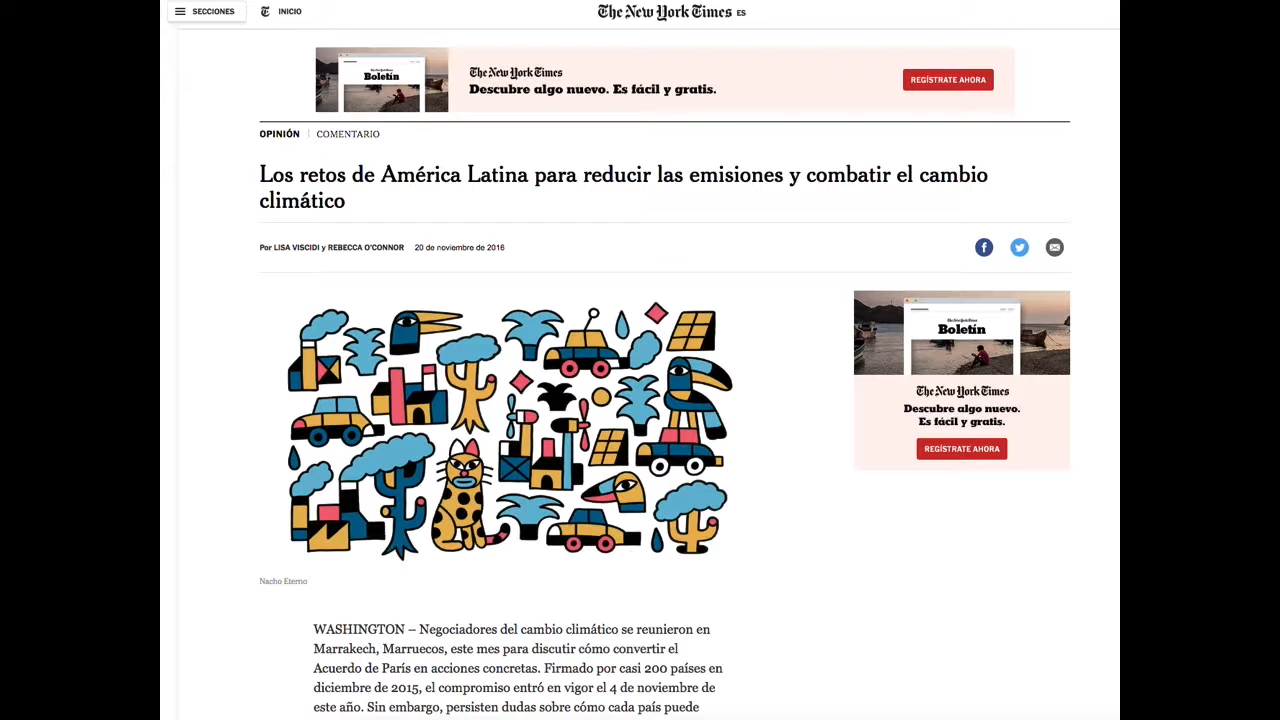 SECCIONES
INICIO
The New York Times ES
Boletín
The New York Times
Descubre algo nuevo. Es fácil y gratis.
REGÍSTRATE AHORA
OPINIÓN | COMENTARIO
Los retos de América Latina para reducir las emisiones y combatir el cambio
climático
Por LISA VISCIDI y REBECCA O'CONNOR 20 de noviembre de 2016
The New York Times
Boletín
The New York Times
Descubre algo nuevo.
Es fácil y gratis.
REGÍSTRATE AHORA
Nacho Eterno
WASHINGTON – Negociadores del cambio climático se reunieron en
Marrakech, Marruecos, este mes para discutir cómo convertir el
Acuerdo de París en acciones concretas. Firmado por casi 200 países en
diciembre de 2015, el compromiso entró en vigor el 4 de noviembre de
este año. Sin embargo, persisten dudas sobre cómo cada país puede